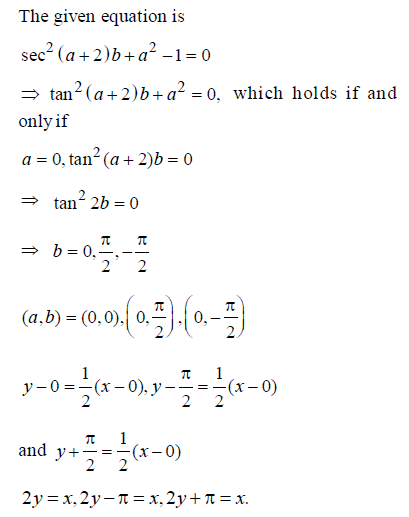 The given equation is
sec² (a + 2)b + a² − 1 = 0
⇒ tan² (a + 2)b + a² = 0, which holds if and
only if
a = 0, tan² (a + 2)b = 0
⇒ tan² 2b = 0
⇒ b = 0, π/2, −π/2
(a,b) = (0,0), (0, π/2), (0, −π/2)
y − 0 = 1/2 (x − 0), y − π/2 = 1/2 (x − 0)
and y + π/2 = 1/2 (x − 0)
2y = x, 2y − π = x, 2y + π = x.